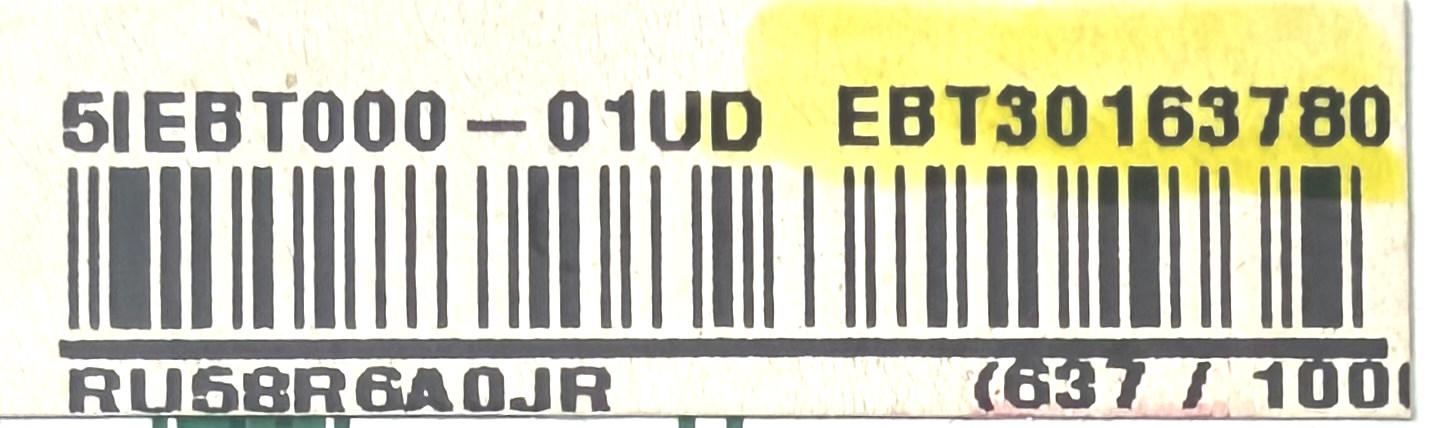 5IEBT000-01UD EBT30163780
RU58R6A0JR (637 / 100